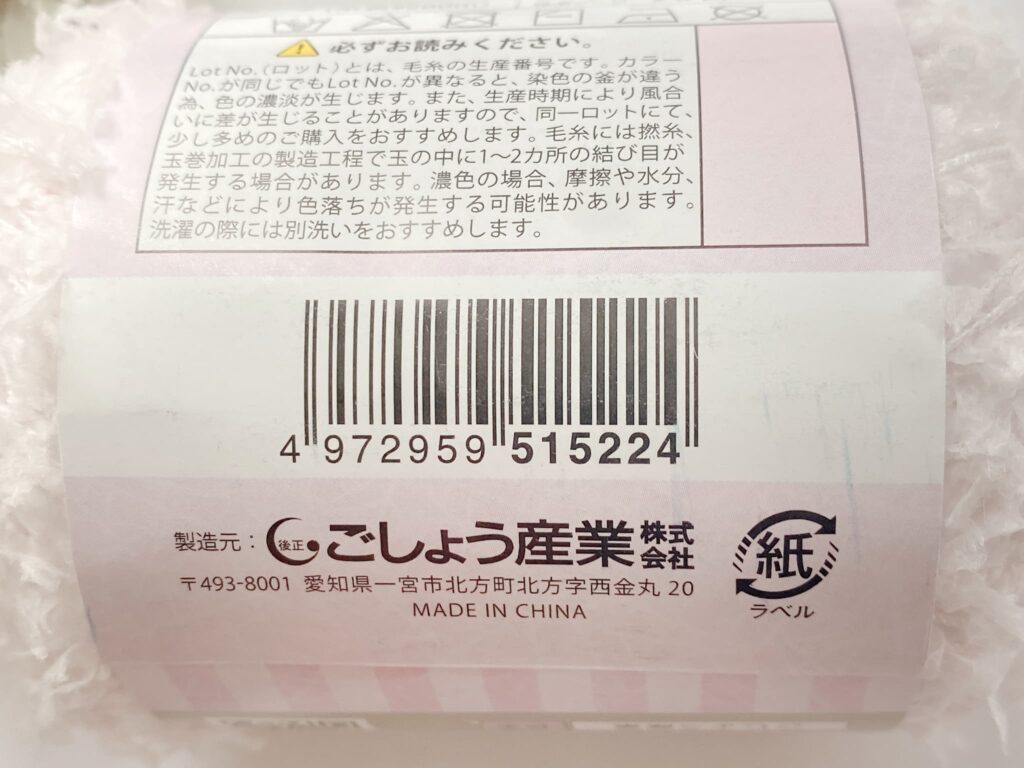 必ずお読みください。
Lot No.(ロット)とは、毛糸の生産番号です。カラー
No.が同じでもLot No.が異なると、染色の釜が違う
為、色の濃淡が生じます。また、生産時期により風合
いに差が生じることがありますので、同一ロットにて、
少し多めのご購入をおすすめします。毛糸には撚糸、
玉巻加工の製造工程で玉の中に1〜2カ所の結び目が
発生する場合があります。濃色の場合、摩擦や水分、
汗などにより色落ちが発生する可能性があります。
洗濯の際には別洗いをおすすめします。
4 972959 515224
製造元: 後正 ごしょう産業株式会社
〒493-8001 愛知県一宮市北方町北方字西金丸 20
MADE IN CHINA
紙
ラベル